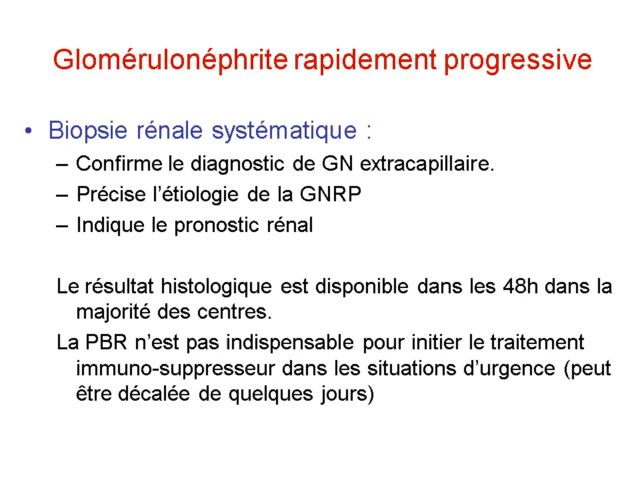 Glomérulonéphrite rapidement progressive
• Biopsie rénale systématique :
– Confirme le diagnostic de GN extracapillaire.
– Précise l'étiologie de la GNRP
– Indique le pronostic rénal
Le résultat histologique est disponible dans les 48h dans la
majorité des centres.
La PBR n'est pas indispensable pour initier le traitement
immuno-suppresseur dans les situations d'urgence (peut
être décalée de quelques jours)